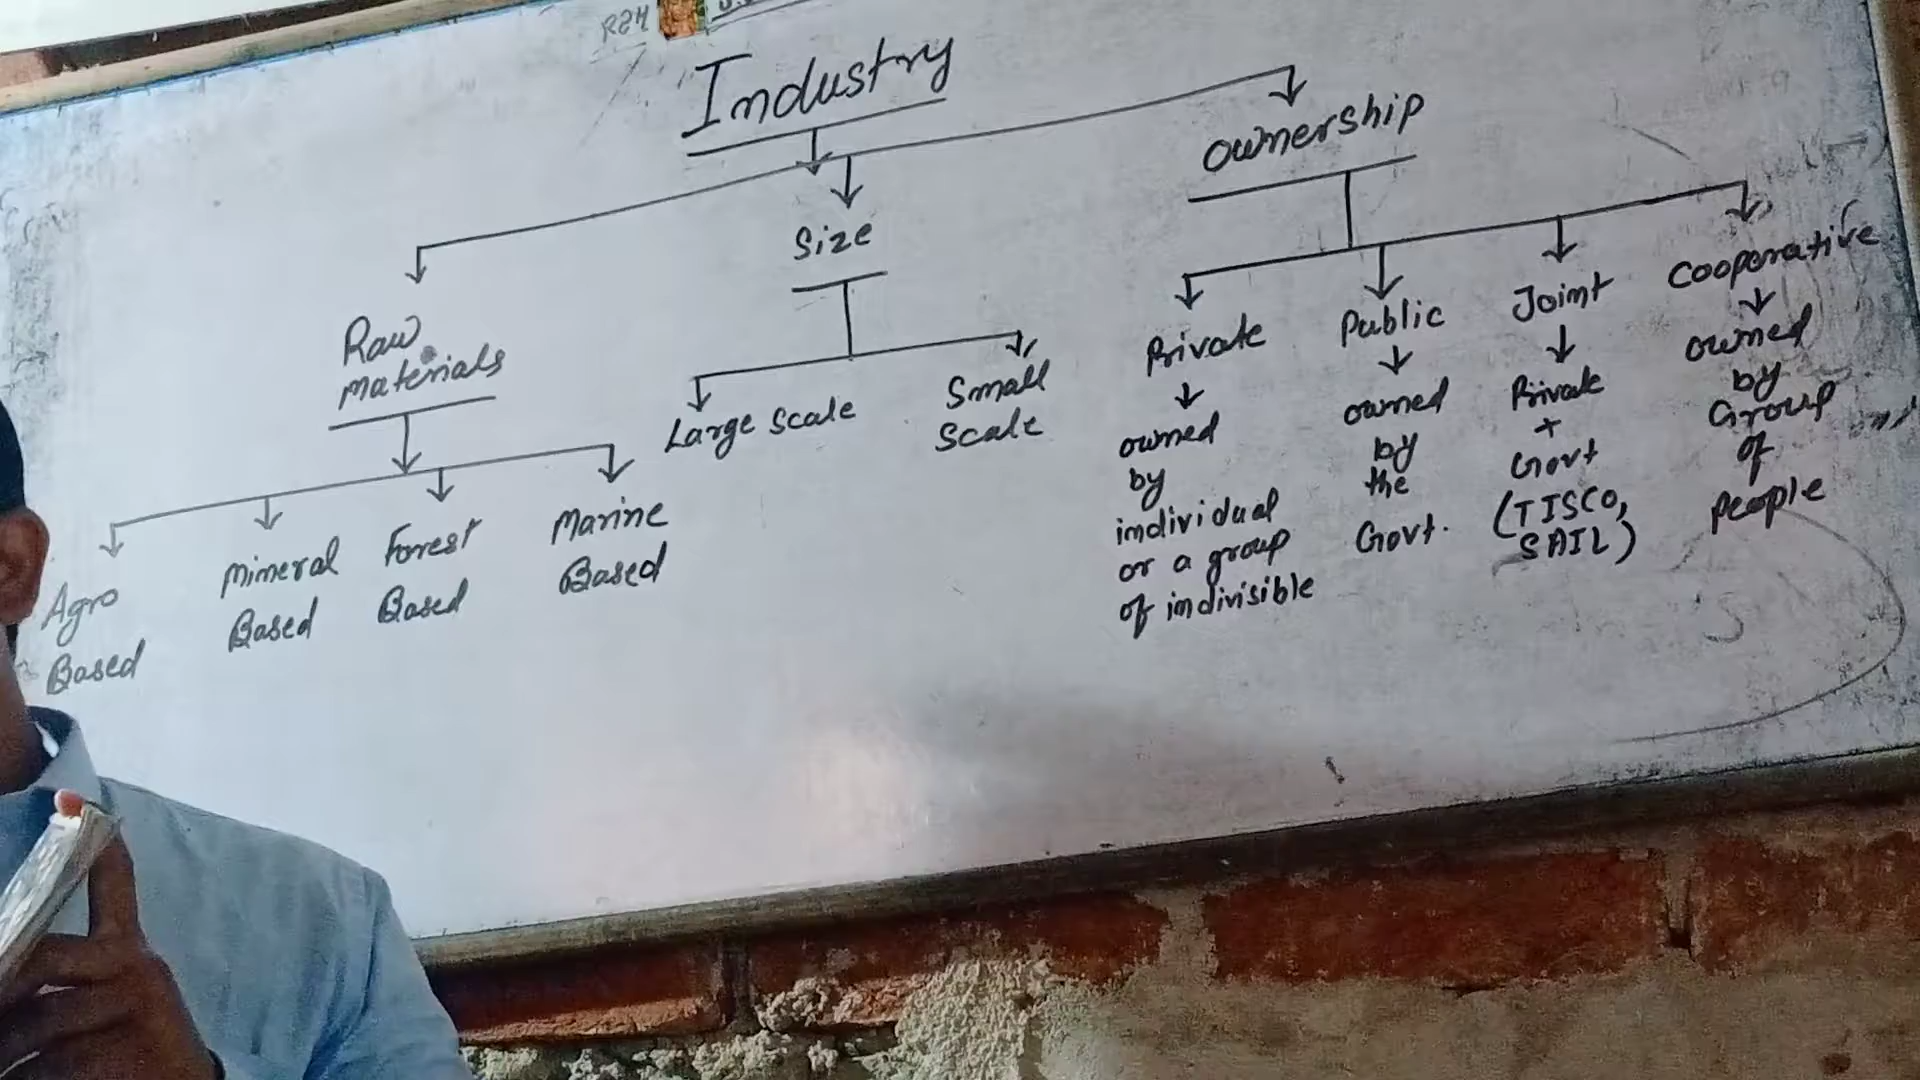 R24
Industry
Ownership
Size
Raw
materials
Large Scale
Small
Scale
Agro
Based
Mineral
Based
Forest
Based
Marine
Based
Private
owned
by
individual
or a group
of indivisible
Public
owned
by
the
Govt.
Joint
Private
+
Govt
(TISCO,
SAIL)
Cooperative
owned
by
Group
of
People